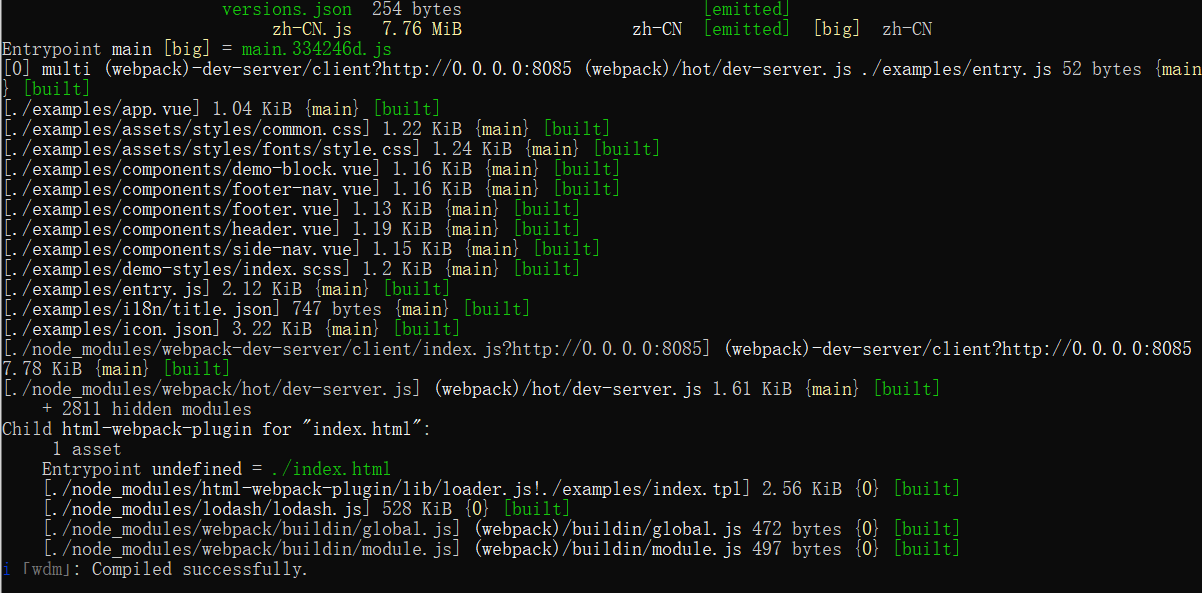 versions.json 254 bytes [emitted]
zh-CN.js 7.76 MiB zh-CN [emitted] [big] zh-CN
Entrypoint main [big] = main.334246d.js
[0] multi (webpack)-dev-server/client?http://0.0.0.0:8085 (webpack)/hot/dev-server.js ./examples/entry.js 52 bytes {main
} [built]
[./examples/app.vue] 1.04 KiB {main} [built]
[./examples/assets/styles/common.css] 1.22 KiB {main} [built]
[./examples/assets/styles/fonts/style.css] 1.24 KiB {main} [built]
[./examples/components/demo-block.vue] 1.16 KiB {main} [built]
[./examples/components/footer-nav.vue] 1.16 KiB {main} [built]
[./examples/components/footer.vue] 1.13 KiB {main} [built]
[./examples/components/header.vue] 1.19 KiB {main} [built]
[./examples/components/side-nav.vue] 1.15 KiB {main} [built]
[./examples/demo-styles/index.scss] 1.2 KiB {main} [built]
[./examples/entry.js] 2.12 KiB {main} [built]
[./examples/i18n/title.json] 747 bytes {main} [built]
[./examples/icon.json] 3.22 KiB {main} [built]
[./node_modules/webpack-dev-server/client/index.js?http://0.0.0.0:8085] (webpack)-dev-server/client?http://0.0.0.0:8085
7.78 KiB {main} [built]
[./node_modules/webpack/hot/dev-server.js] (webpack)/hot/dev-server.js 1.61 KiB {main} [built]
+ 2811 hidden modules
Child html-webpack-plugin for "index.html":
1 asset
Entrypoint undefined = ./index.html
[./node_modules/html-webpack-plugin/lib/loader.js!./examples/index.tpl] 2.56 KiB {0} [built]
[./node_modules/lodash/lodash.js] 528 KiB {0} [built]
[./node_modules/webpack/buildin/global.js] (webpack)/buildin/global.js 472 bytes {0} [built]
[./node_modules/webpack/buildin/module.js] (webpack)/buildin/module.js 497 bytes {0} [built]
i ｢wdm｣: Compiled successfully.